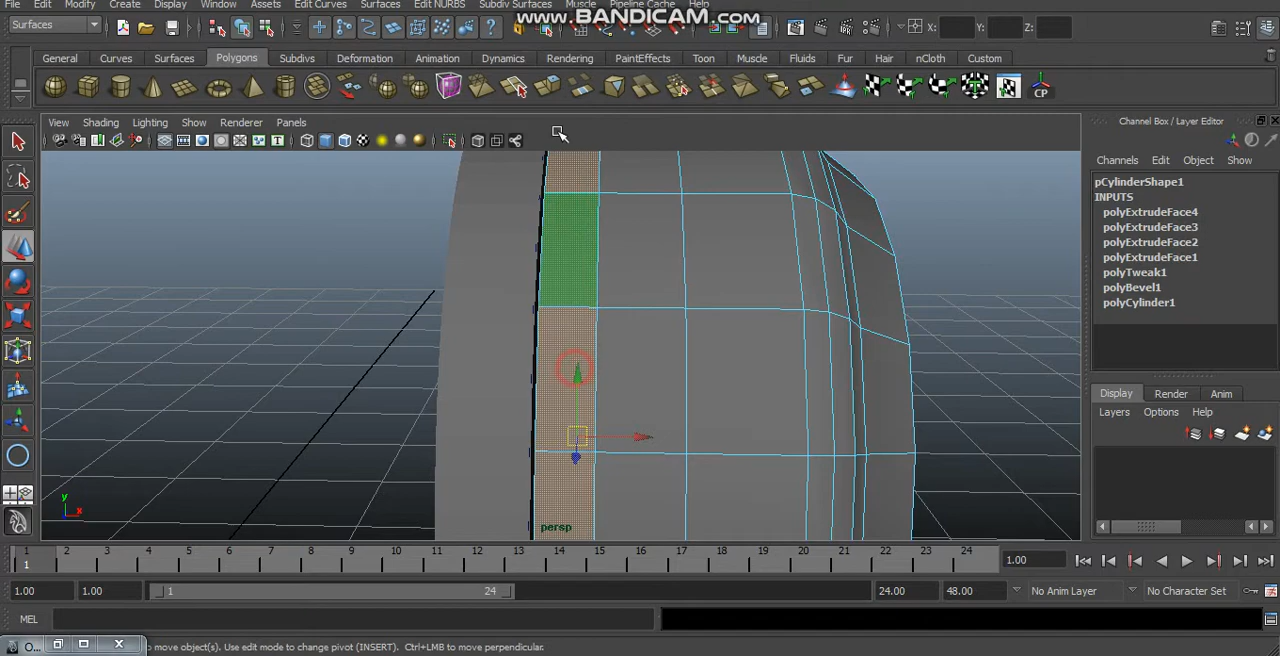 File Edit Modify Create Display Window Assets Edit Curves Surfaces Edit NURBS Subdiv Surfaces Muscle Pipeline Cache Help
www.BANDICAM.com
Surfaces X: Y: Z:
General Curves Surfaces Polygons Subdivs Deformation Animation Dynamics Rendering PaintEffects Toon Muscle Fluids Fur Hair nCloth Custom
CP
View Shading Lighting Show Renderer Panels
Channel Box / Layer Editor
Channels Edit Object Show
pCylinderShape1
INPUTS
polyExtrudeFace4
polyExtrudeFace3
polyExtrudeFace2
polyExtrudeFace1
polyTweak1
polyBevel1
polyCylinder1
Display Render Anim
Layers Options Help
y
x
persp
1 2 3 4 5 6 7 8 9 10 11 12 13 14 15 16 17 18 19 20 21 22 23 24
1 1.00
1.00 1.00 1 24 24.00 48.00 No Anim Layer No Character Set
MEL
O... move object(s). Use edit mode to change pivot (INSERT). Ctrl+LMB to move perpendicular.